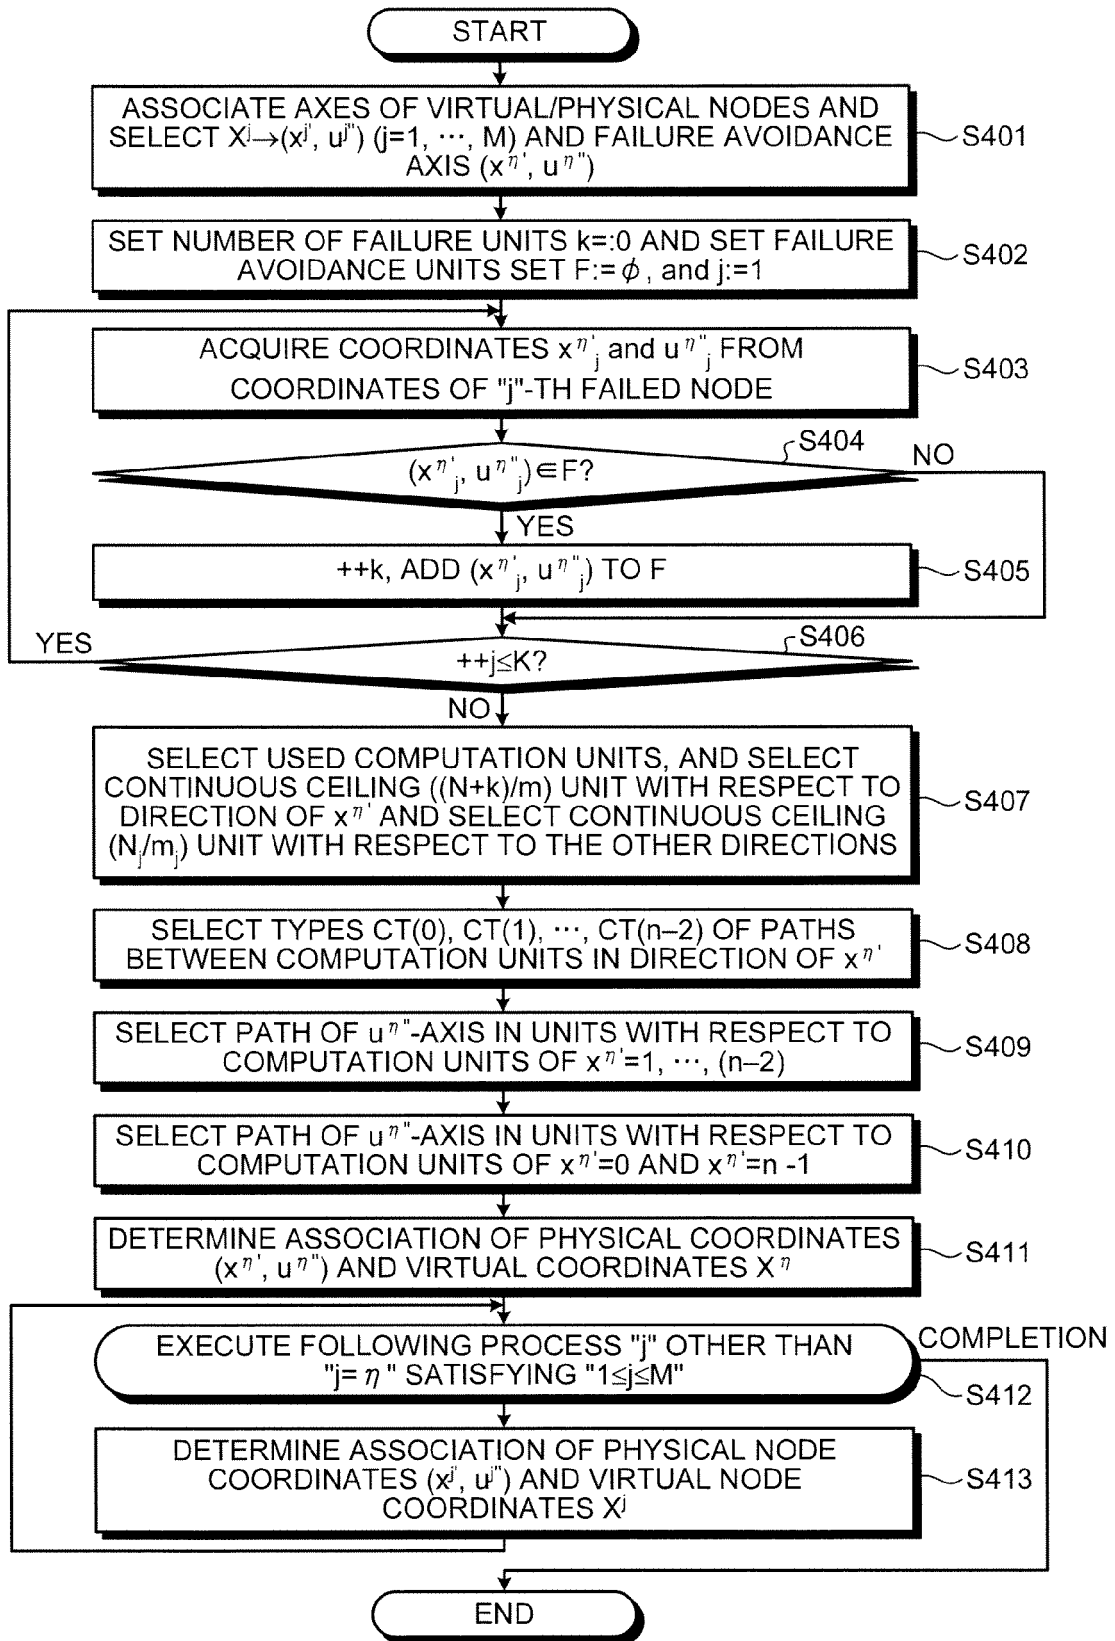 START
ASSOCIATE AXES OF VIRTUAL/PHYSICAL NODES AND
SELECT X^j→(x^j', u^j'') (j=1, ⋯, M) AND FAILURE AVOIDANCE
AXIS (x^η', u^η'')
S401
SET NUMBER OF FAILURE UNITS k=:0 AND SET FAILURE
AVOIDANCE UNITS SET F:=ϕ, and j:=1
S402
ACQUIRE COORDINATES x^η'_j and u^η''_j FROM
COORDINATES OF "j"-TH FAILED NODE
S403
S404
(x^η'_j, u^η''_j)∈F?
NO
YES
++k, ADD (x^η'_j, u^η''_j) TO F
S405
YES
S406
++j≤K?
NO
SELECT USED COMPUTATION UNITS, AND SELECT
CONTINUOUS CEILING ((N+k)/m) UNIT WITH RESPECT TO
DIRECTION OF x^η' AND SELECT CONTINUOUS CEILING
(N_j/m_j) UNIT WITH RESPECT TO THE OTHER DIRECTIONS
S407
SELECT TYPES CT(0), CT(1), ⋯, CT(n–2) OF PATHS
BETWEEN COMPUTATION UNITS IN DIRECTION OF x^η'
S408
SELECT PATH OF u^η''-AXIS IN UNITS WITH RESPECT TO
COMPUTATION UNITS OF x^η'=1, ⋯, (n–2)
S409
SELECT PATH OF u^η''-AXIS IN UNITS WITH RESPECT TO
COMPUTATION UNITS OF x^η'=0 AND x^η'=n -1
S410
DETERMINE ASSOCIATION OF PHYSICAL COORDINATES
(x^η', u^η'') AND VIRTUAL COORDINATES X^η
S411
EXECUTE FOLLOWING PROCESS "j" OTHER THAN
"j= η" SATISFYING "1≤j≤M"
COMPLETION
S412
DETERMINE ASSOCIATION OF PHYSICAL NODE
COORDINATES (x^j', u^j'') AND VIRTUAL NODE
COORDINATES X^j
S413
END